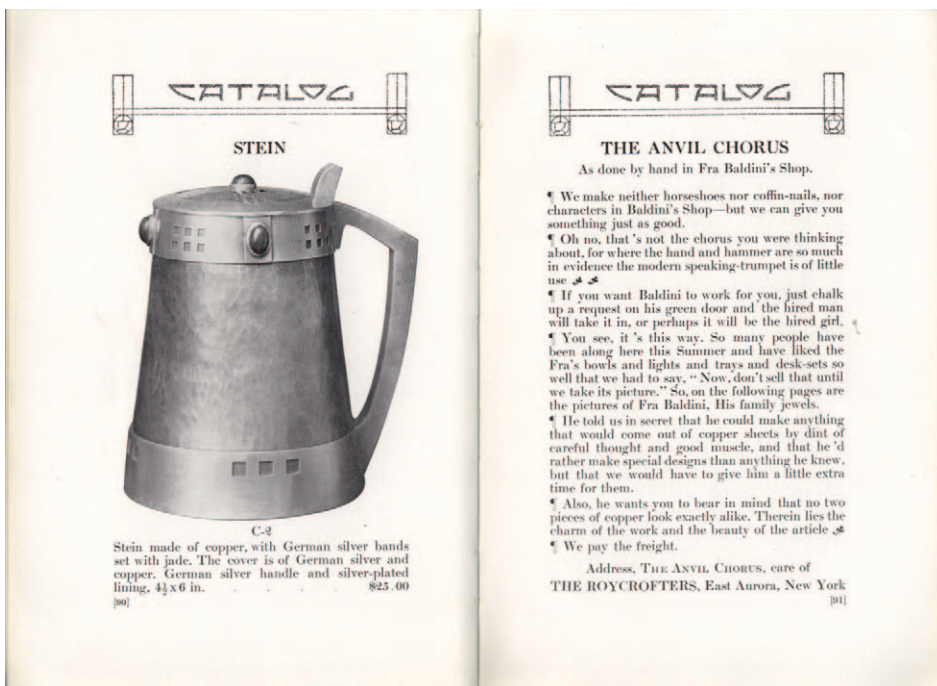 CATALOG
STEIN
C-2
Stein made of copper, with German silver bands
set with jade. The cover is of German silver and
copper. German silver handle and silver-plated
lining, 4½ x 6 in. . . . $25.00
[90]
CATALOG
THE ANVIL CHORUS
As done by hand in Fra Baldini's Shop.
¶ We make neither horseshoes nor coffin-nails, nor
characters in Baldini's Shop—but we can give you
something just as good.
¶ Oh no, that 's not the chorus you were thinking
about, for where the hand and hammer are so much
in evidence the modern speaking-trumpet is of little
use
¶ If you want Baldini to work for you, just chalk
up a request on his green door and the hired man
will take it in, or perhaps it will be the hired girl.
¶ You see, it 's this way. So many people have
been along here this Summer and have liked the
Fra's bowls and lights and trays and desk-sets so
well that we had to say, "Now, don't sell that until
we take its picture." So, on the following pages are
the pictures of Fra Baldini, His family jewels.
¶ He told us in secret that he could make anything
that would come out of copper sheets by dint of
careful thought and good muscle, and that he 'd
rather make special designs than anything he knew,
but that we would have to give him a little extra
time for them.
¶ Also, he wants you to bear in mind that no two
pieces of copper look exactly alike. Therein lies the
charm of the work and the beauty of the article
¶ We pay the freight.
Address, THE ANVIL CHORUS, care of
THE ROYCROFTERS, East Aurora, New York
[91]